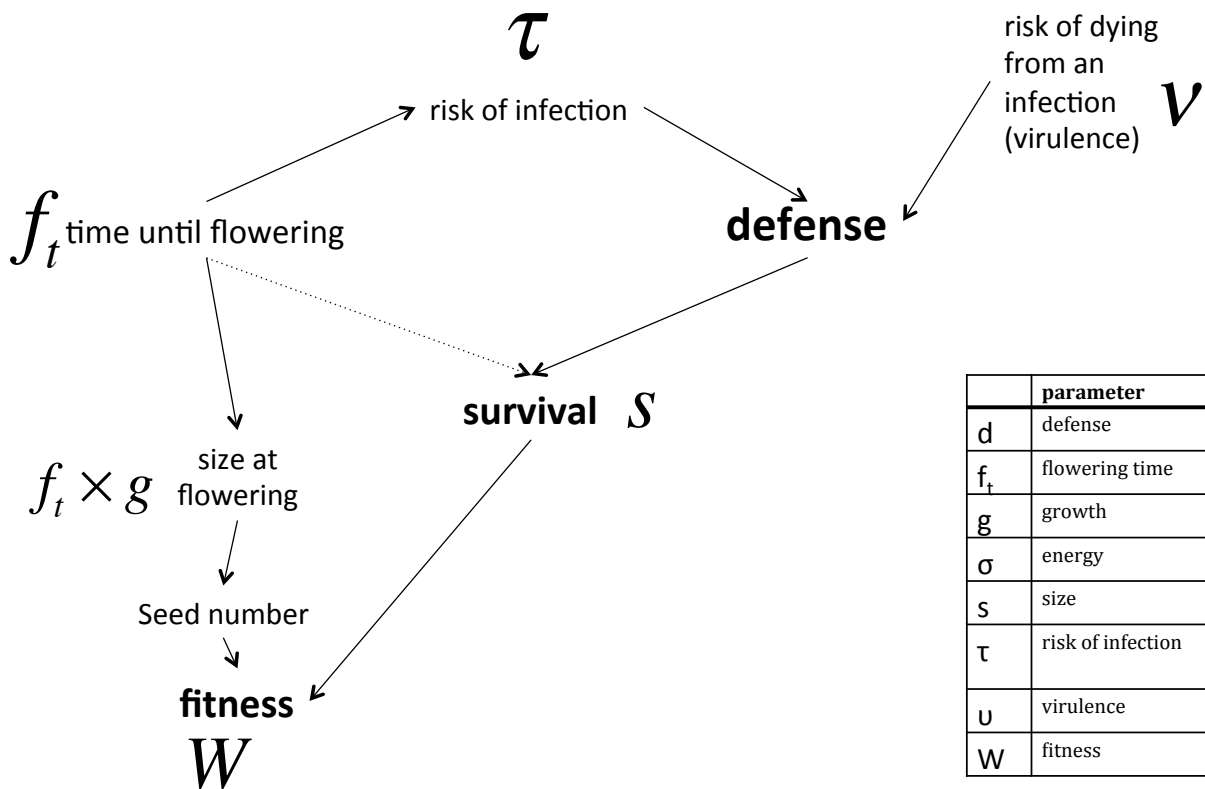 τ
risk of infection
risk of dying
from an
infection
(virulence)
ν
f_t time until flowering
defense
survival s
f_t × g
size at
flowering
Seed number
fitness
W
parameter
d defense
f_t flowering time
g growth
σ energy
s size
τ risk of infection
υ virulence
W fitness